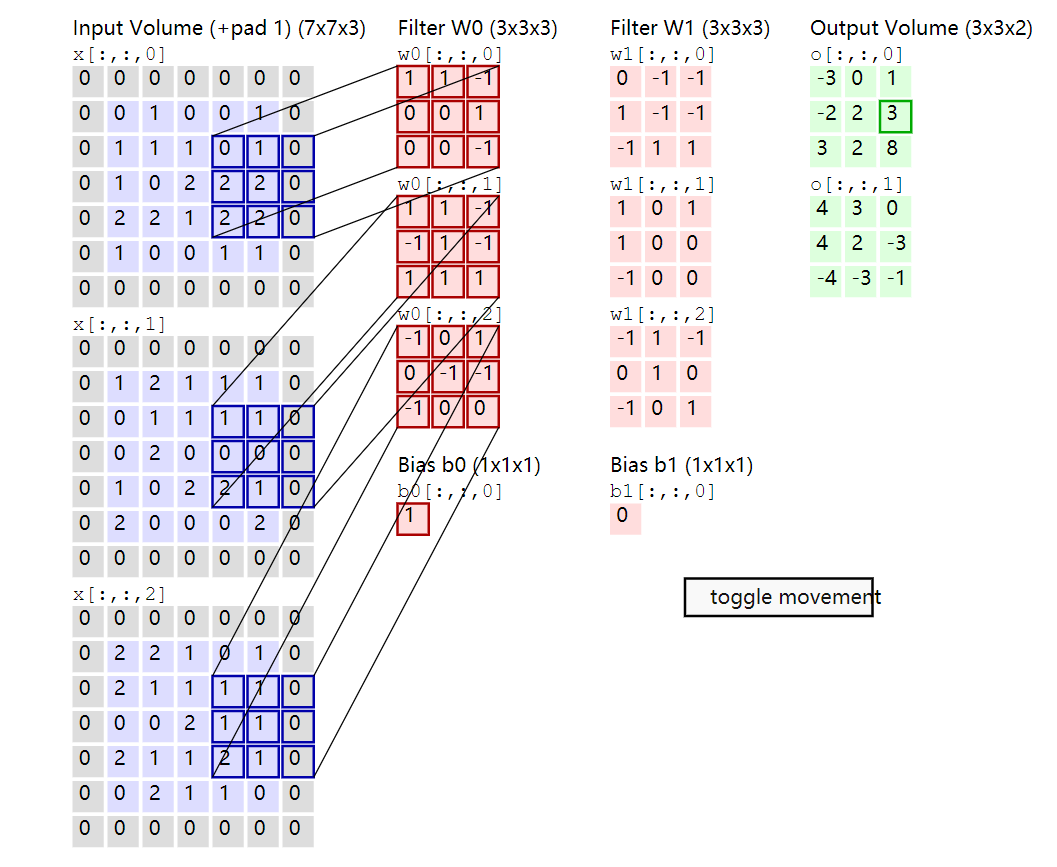 Input Volume (+pad 1) (7x7x3)
x[:,:,0]
0 0 0 0 0 0 0
0 0 1 0 0 1 0
0 1 1 1 0 1 0
0 1 0 2 2 2 0
0 2 2 1 2 2 0
0 1 0 0 1 1 0
0 0 0 0 0 0 0
x[:,:,1]
0 0 0 0 0 0 0
0 1 2 1 1 1 0
0 0 1 1 1 1 0
0 0 2 0 0 0 0
0 1 0 2 2 1 0
0 2 0 0 0 2 0
0 0 0 0 0 0 0
x[:,:,2]
0 0 0 0 0 0 0
0 2 2 1 0 1 0
0 2 1 1 1 1 0
0 0 0 2 1 1 0
0 2 1 1 2 1 0
0 0 2 1 1 0 0
0 0 0 0 0 0 0
Filter W0 (3x3x3)
w0[:,:,0]
1 1 -1
0 0 1
0 0 -1
w0[:,:,1]
1 1 -1
-1 1 -1
1 1 1
w0[:,:,2]
-1 0 1
0 -1 -1
-1 0 0
Bias b0 (1x1x1)
b0[:,:,0]
1
Filter W1 (3x3x3)
w1[:,:,0]
0 -1 -1
1 -1 -1
-1 1 1
w1[:,:,1]
1 0 1
1 0 0
-1 0 0
w1[:,:,2]
-1 1 -1
0 1 0
-1 0 1
Bias b1 (1x1x1)
b1[:,:,0]
0
Output Volume (3x3x2)
o[:,:,0]
-3 0 1
-2 2 3
3 2 8
o[:,:,1]
4 3 0
4 2 -3
-4 -3 -1
toggle movement